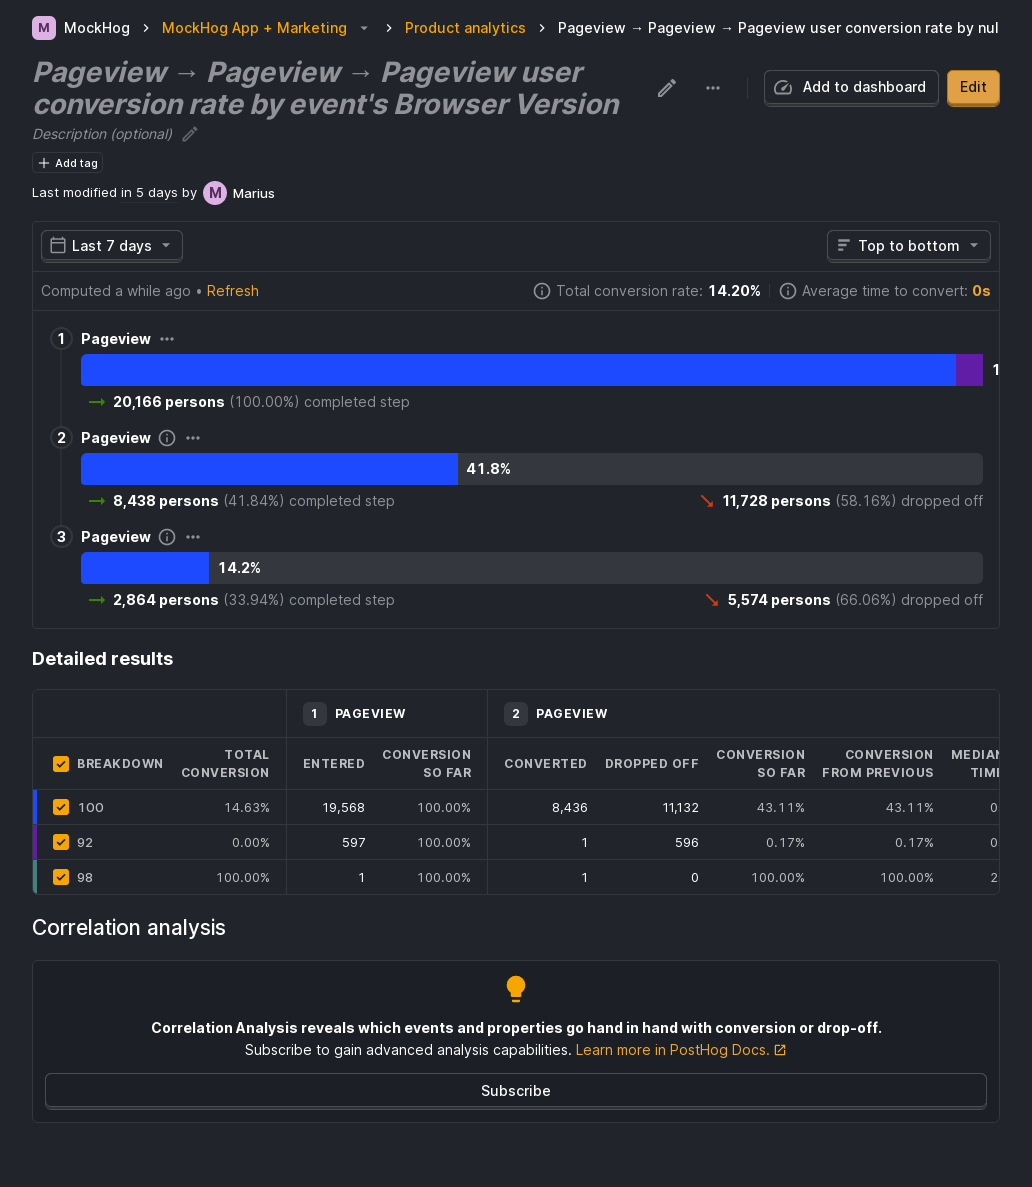 M MockHog > MockHog App + Marketing > Product analytics > Pageview → Pageview → Pageview user conversion rate by nul
Pageview → Pageview → Pageview user
conversion rate by event's Browser Version
Add to dashboard
Edit
Description (optional)
Add tag
Last modified in 5 days by M Marius
Last 7 days
Top to bottom
Computed a while ago • Refresh
Total conversion rate: 14.20%
Average time to convert: 0s
1 Pageview
1
20,166 persons (100.00%) completed step
2 Pageview
41.8%
8,438 persons (41.84%) completed step
11,728 persons (58.16%) dropped off
3 Pageview
14.2%
2,864 persons (33.94%) completed step
5,574 persons (66.06%) dropped off
Detailed results
1 PAGEVIEW
2 PAGEVIEW
BREAKDOWN
TOTAL
CONVERSION
ENTERED
CONVERSION
SO FAR
CONVERTED
DROPPED OFF
CONVERSION
SO FAR
CONVERSION
FROM PREVIOUS
MEDIAN
TIM
100 14.63% 19,568 100.00% 8,436 11,132 43.11% 43.11% 0
92 0.00% 597 100.00% 1 596 0.17% 0.17% 0
98 100.00% 1 100.00% 1 0 100.00% 100.00% 2
Correlation analysis
Correlation Analysis reveals which events and properties go hand in hand with conversion or drop-off.
Subscribe to gain advanced analysis capabilities. Learn more in PostHog Docs.
Subscribe